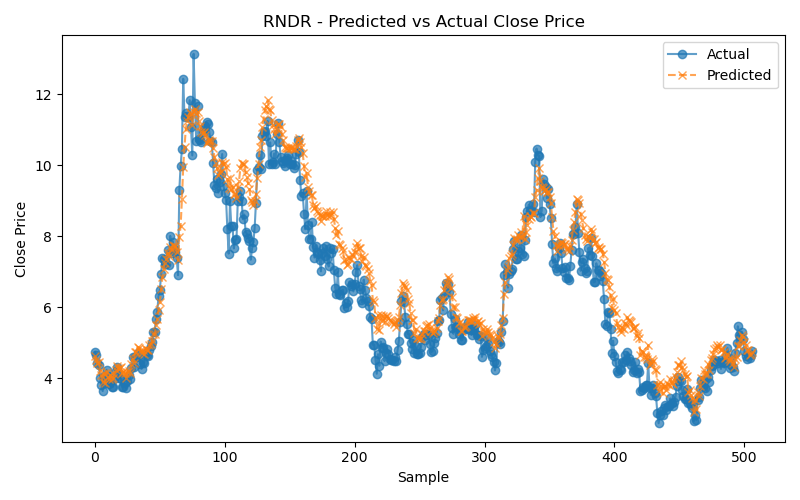 RNDR - Predicted vs Actual Close Price
Actual
Predicted
Close Price
12
10
8
6
4
0 100 200 300 400 500
Sample